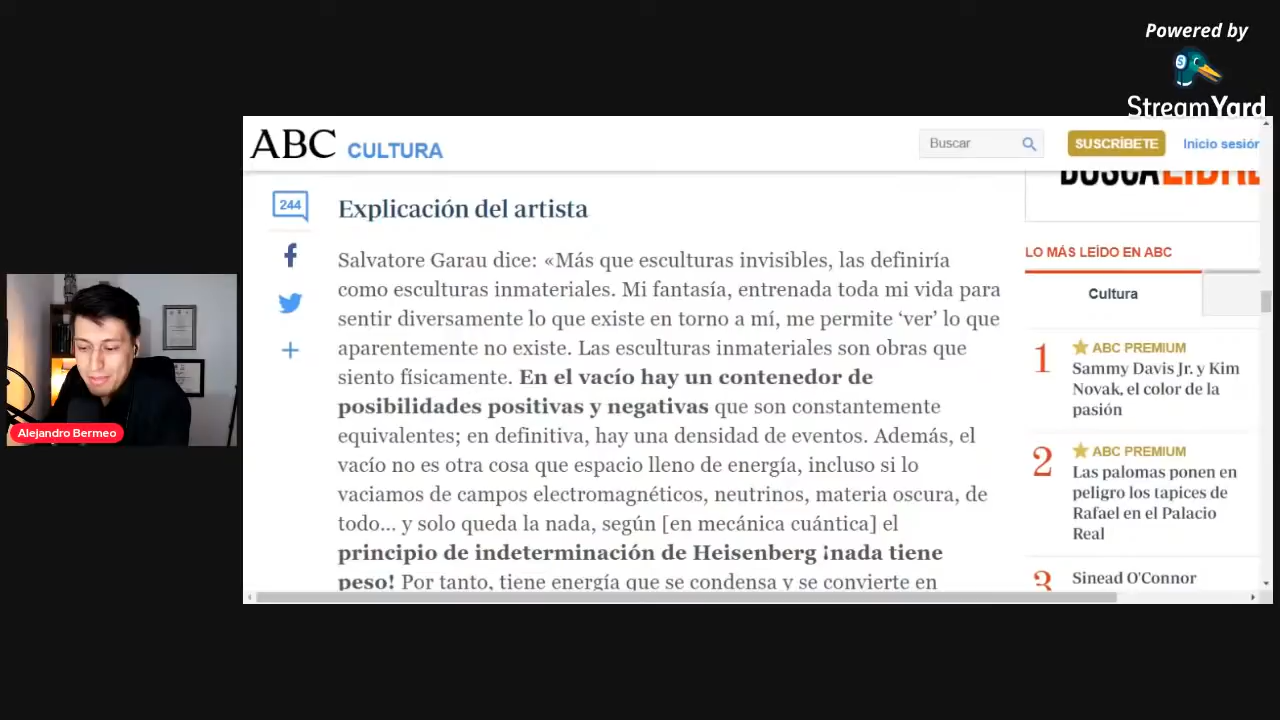 Powered by
StreamYard
ABC CULTURA
Buscar
SUSCRÍBETE
Inicio sesiór
BUSCALIBRE
244
Explicación del artista
Salvatore Garau dice: «Más que esculturas invisibles, las definiría
como esculturas inmateriales. Mi fantasía, entrenada toda mi vida para
sentir diversamente lo que existe en torno a mí, me permite ‘ver’ lo que
aparentemente no existe. Las esculturas inmateriales son obras que
siento físicamente. En el vacío hay un contenedor de
posibilidades positivas y negativas que son constantemente
equivalentes; en definitiva, hay una densidad de eventos. Además, el
vacío no es otra cosa que espacio lleno de energía, incluso si lo
vaciamos de campos electromagnéticos, neutrinos, materia oscura, de
todo... y solo queda la nada, según [en mecánica cuántica] el
principio de indeterminación de Heisenberg ¡nada tiene
peso! Por tanto, tiene energía que se condensa y se convierte en
LO MÁS LEÍDO EN ABC
Cultura
1
ABC PREMIUM
Sammy Davis Jr. y Kim
Novak, el color de la
pasión
2
ABC PREMIUM
Las palomas ponen en
peligro los tapices de
Rafael en el Palacio
Real
3
Sinead O'Connor
Alejandro Bermeo